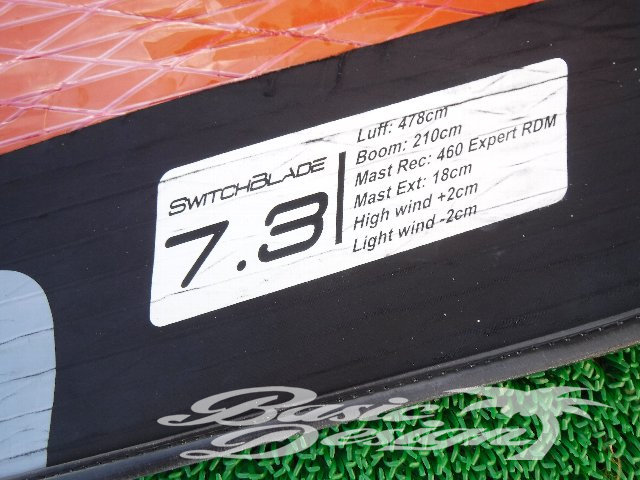 SWITCHBLADE
7.3
Luff: 478cm
Boom: 210cm
Mast Rec: 460 Expert RDM
Mast Ext: 18cm
High wind +2cm
Light wind -2cm
Basic
Design